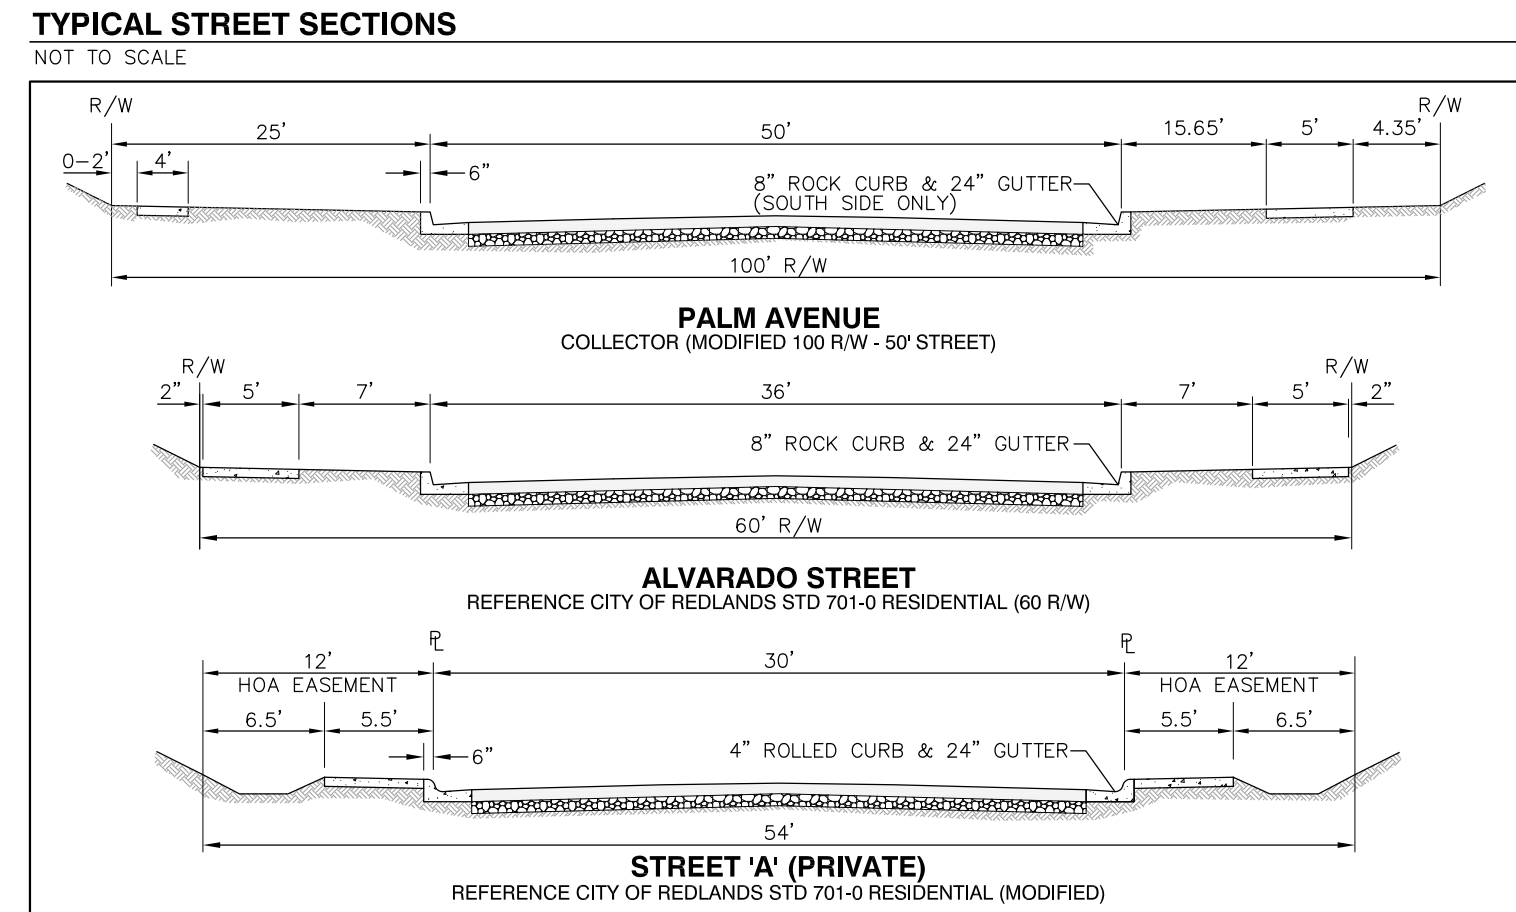 TYPICAL STREET SECTIONS
NOT TO SCALE
R/W R/W
25' 50' 15.65' 5' 4.35'
0-2' 4' 6"
8" ROCK CURB & 24" GUTTER
(SOUTH SIDE ONLY)
100' R/W
PALM AVENUE
COLLECTOR (MODIFIED 100 R/W - 50' STREET)
R/W R/W
2" 5' 7' 36' 7' 5' 2"
8" ROCK CURB & 24" GUTTER
60' R/W
ALVARADO STREET
REFERENCE CITY OF REDLANDS STD 701-0 RESIDENTIAL (60 R/W)
PL PL
12' 30' 12'
HOA EASEMENT HOA EASEMENT
6.5' 5.5' 5.5' 6.5'
6" 4" ROLLED CURB & 24" GUTTER
54'
STREET 'A' (PRIVATE)
REFERENCE CITY OF REDLANDS STD 701-0 RESIDENTIAL (MODIFIED)